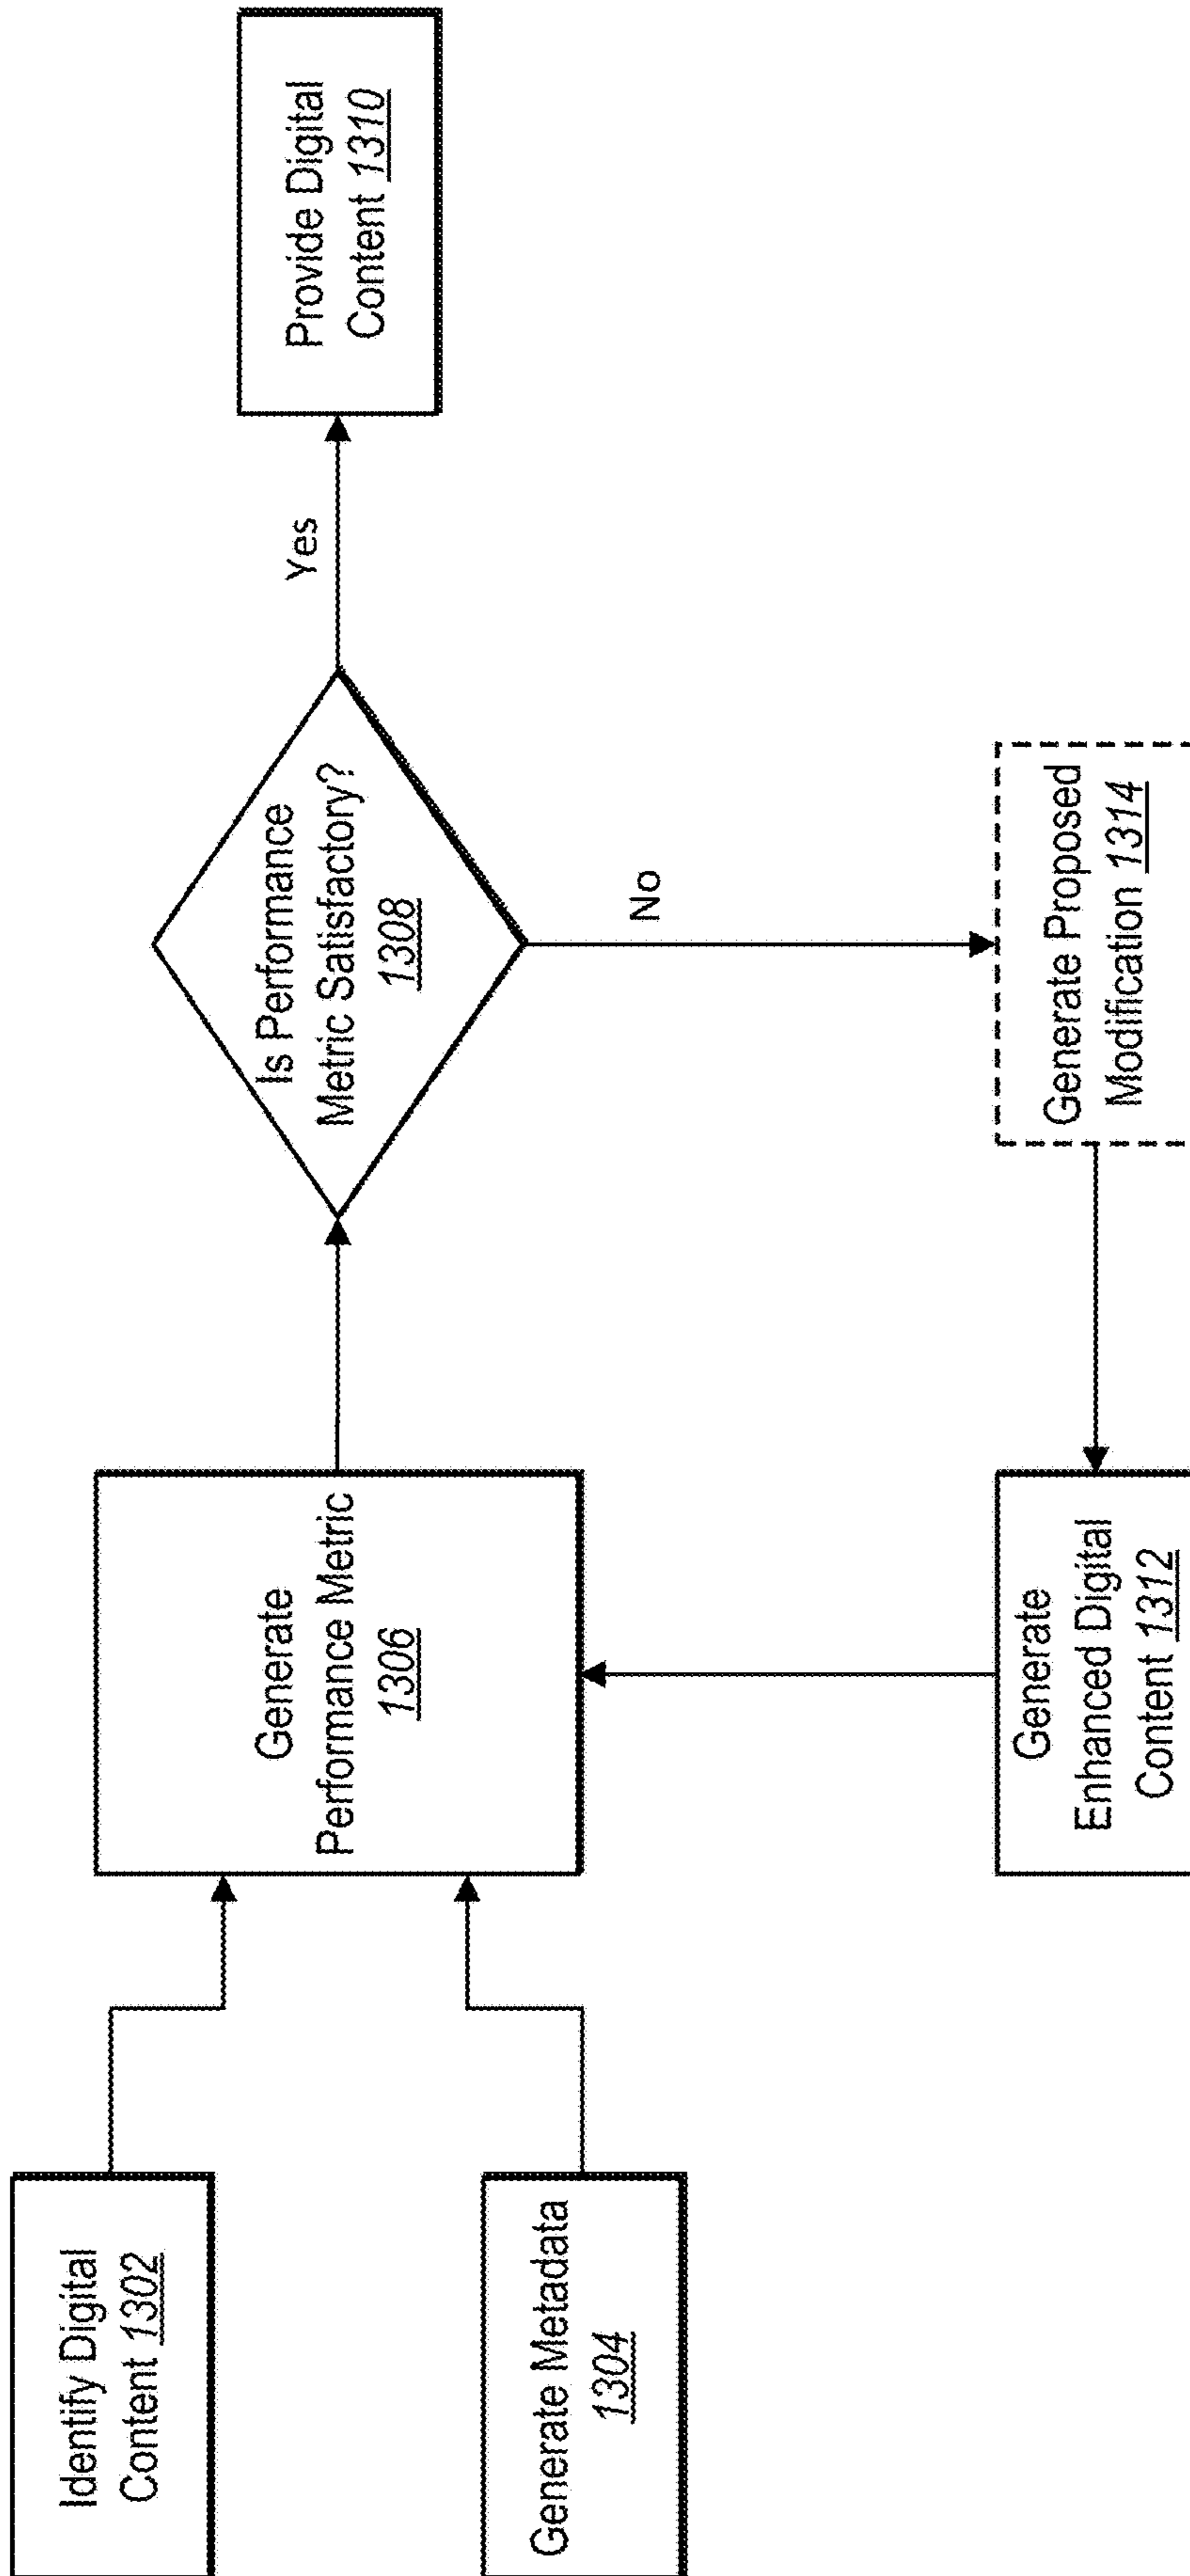 Identify Digital
Content 1302
Generate Metadata
1304
Generate
Performance Metric
1306
Is Performance
Metric Satisfactory?
1308
Yes
Provide Digital
Content 1310
No
Generate
Enhanced Digital
Content 1312
Generate Proposed
Modification 1314